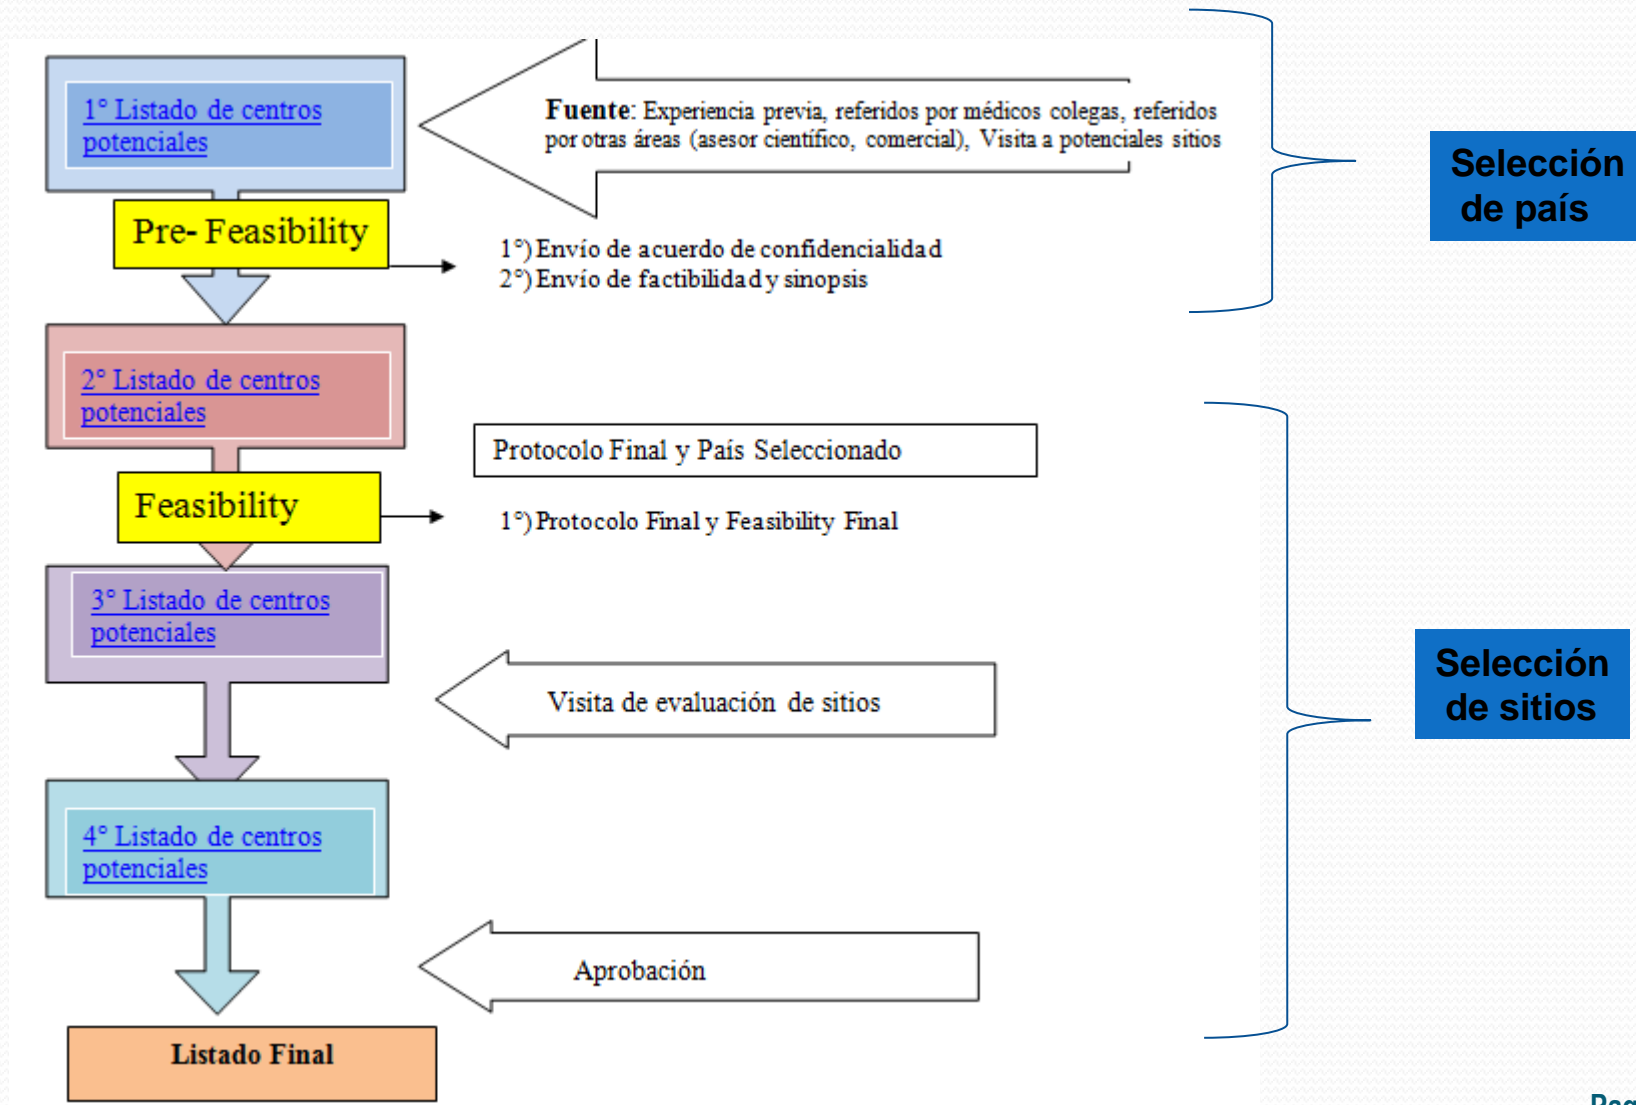 1° Listado de centros
potenciales
Fuente: Experiencia previa, referidos por médicos colegas, referidos
por otras áreas (asesor científico, comercial), Visita a potenciales sitios
Selección
de país
Pre- Feasibility
1°) Envío de acuerdo de confidencialidad
2°) Envío de factibilidad y sinopsis
2° Listado de centros
potenciales
Protocolo Final y País Seleccionado
Feasibility
1°) Protocolo Final y Feasibility Final
3° Listado de centros
potenciales
Visita de evaluación de sitios
Selección
de sitios
4° Listado de centros
potenciales
Aprobación
Listado Final